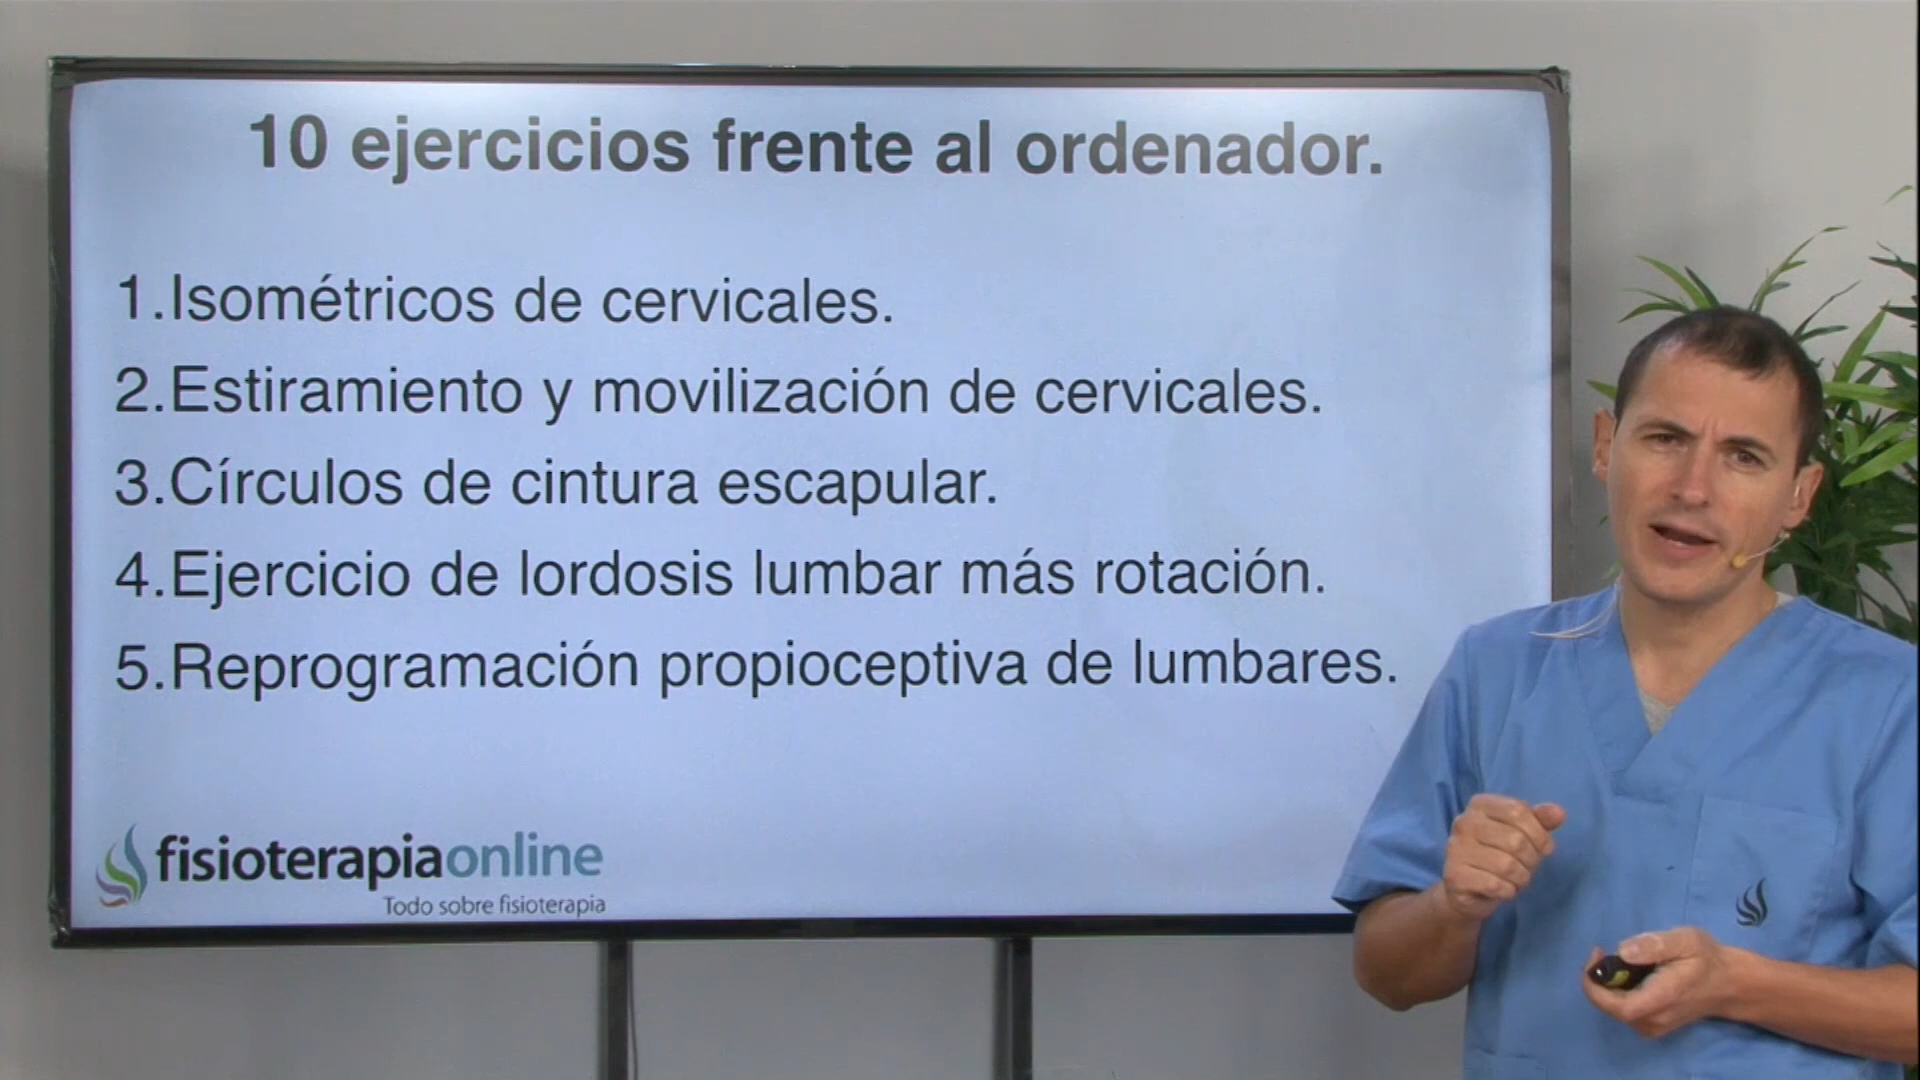 10 ejercicios frente al ordenador.
1.Isométricos de cervicales.
2.Estiramiento y movilización de cervicales.
3.Círculos de cintura escapular.
4.Ejercicio de lordosis lumbar más rotación.
5.Reprogramación propioceptiva de lumbares.
fisioterapiaonline
Todo sobre fisioterapia